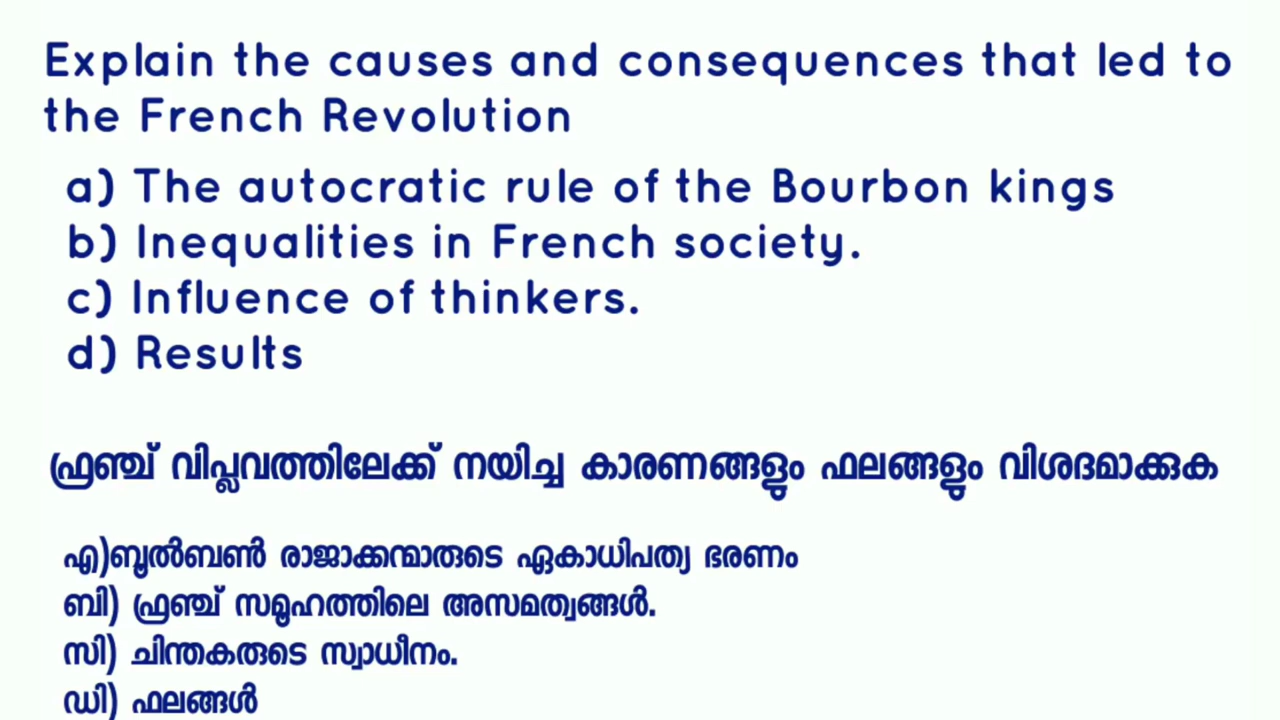 Explain the causes and consequences that led to
the French Revolution
a) The autocratic rule of the Bourbon kings
b) Inequalities in French society.
c) Influence of thinkers.
d) Results
ഫ്രഞ്ച് വിപ്ലവത്തിലേക്ക് നയിച്ച കാരണങ്ങളും ഫലങ്ങളും വിശദമാക്കുക
എ)ബൂൽബൺ രാജാക്കന്മാരുടെ ഏകാധിപത്യ ഭരണം
ബി) ഫ്രഞ്ച് സമൂഹത്തിലെ അസമത്വങ്ങൾ.
സി) ചിന്തകരുടെ സ്വാധീനം.
ഡി) ഫലങ്ങൾ